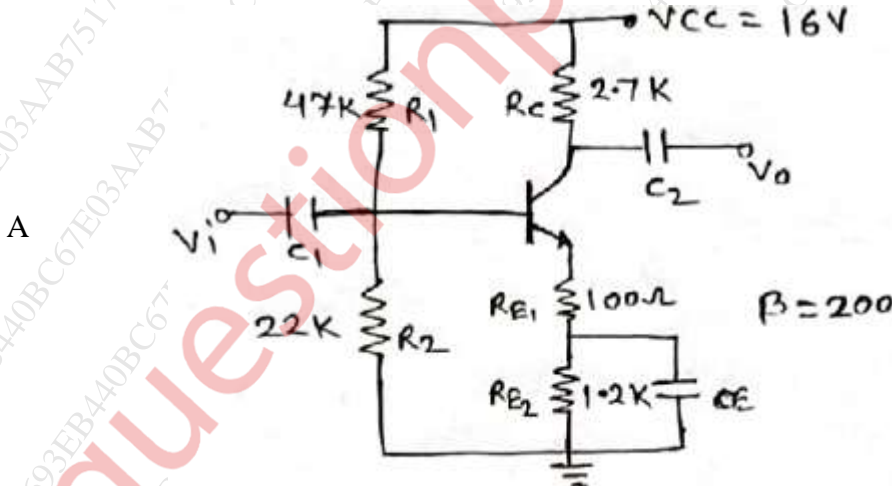 VCC = 16V
47K R1
RC 2.7K
C2
Vo
A
Vi
C1
RE1 100Ω
β = 200
22K R2
RE2 1.2K CE
questionp